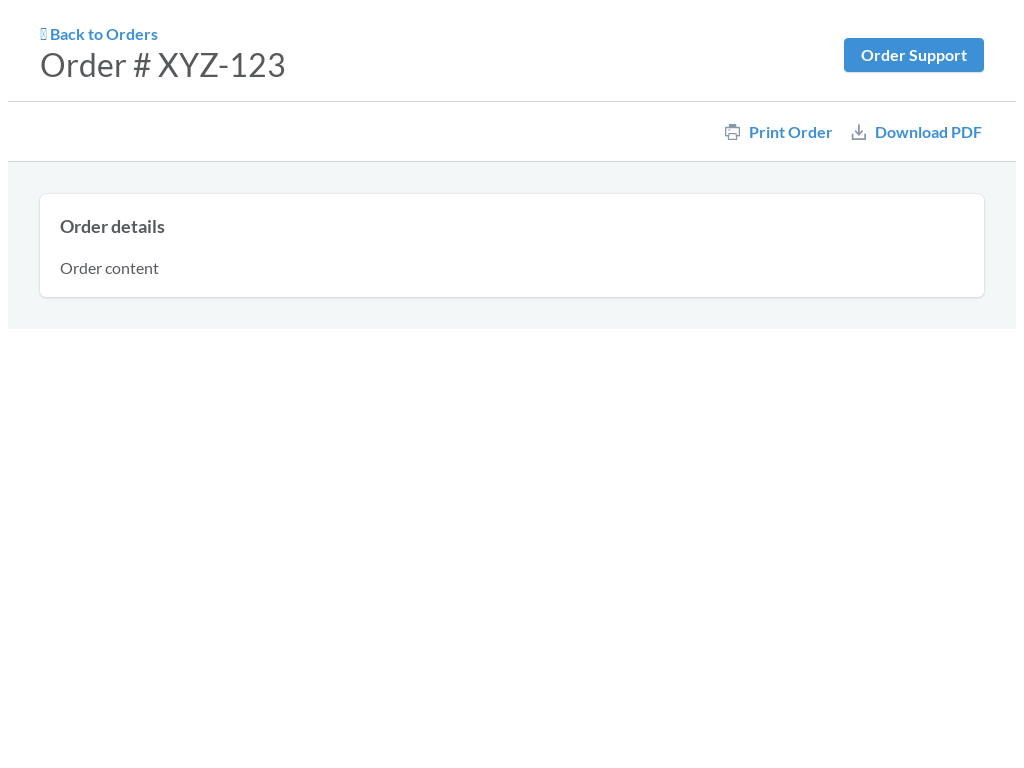 Back to Orders
Order # XYZ-123
Order Support
Print Order
Download PDF
Order details
Order content